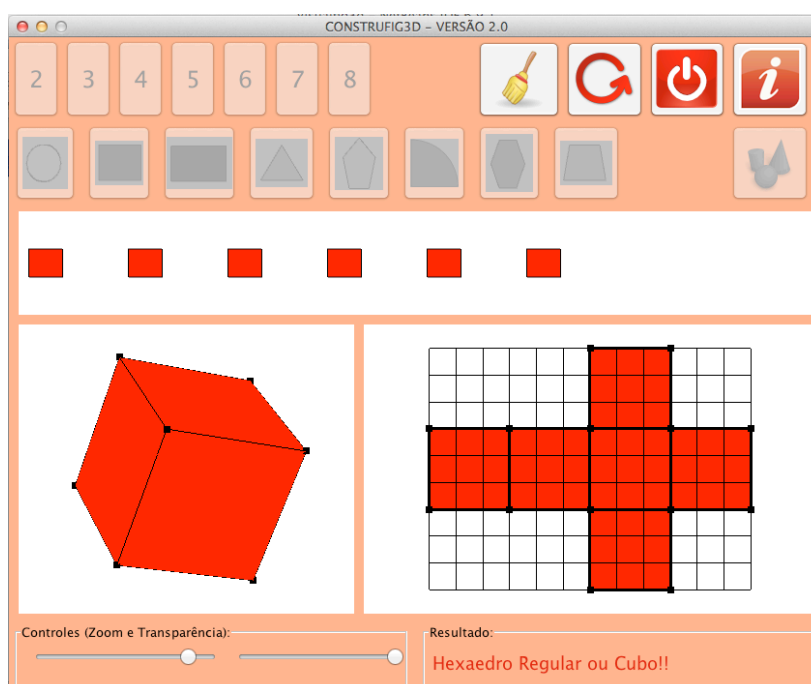 CONSTRUFIG3D - VERSÃO 2.0
2 3 4 5 6 7 8
i
Controles (Zoom e Transparência):
Resultado:
Hexaedro Regular ou Cubo!!